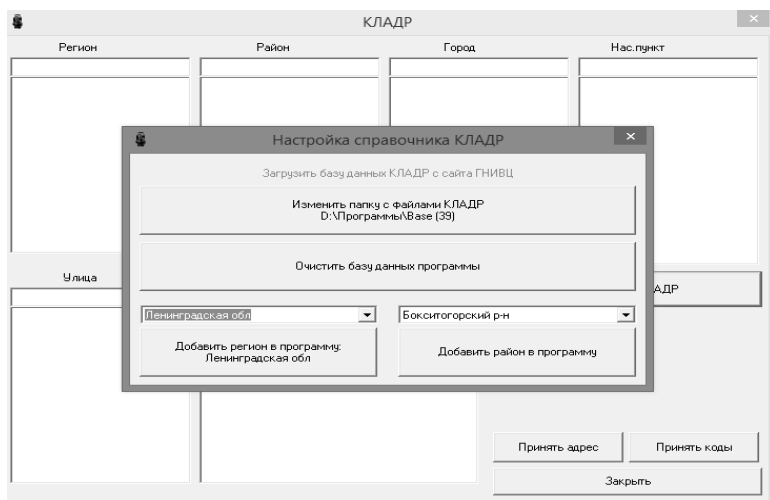 КЛАДР
Регион
Район
Город
Нас.пункт
Настройка справочника КЛАДР
Загрузить базу данных КЛАДР с сайта ГНИВЦ
Изменить папку с файлами КЛАДР
D:\Программы\Base (39)
Очистить базу данных программы
Улица
АДР
Ленинградская обл
Бокситогорский р-н
Добавить регион в программу:
Ленинградская обл
Добавить район в программу
Принять адрес
Принять коды
Закрыть